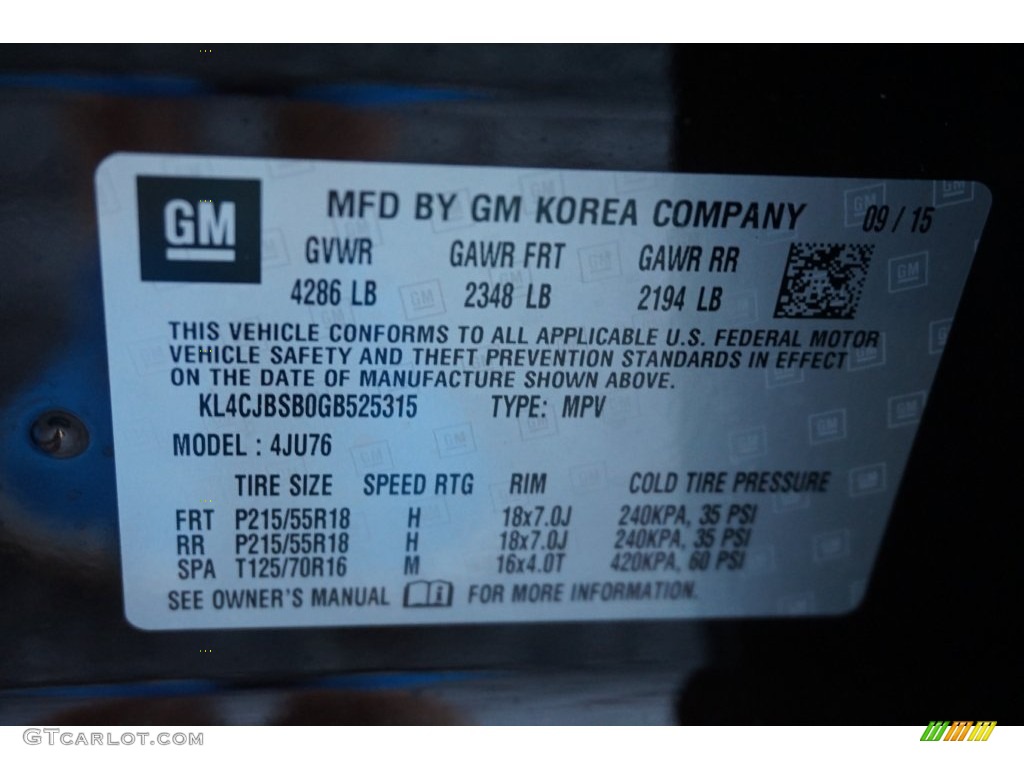 GM
MFD BY GM KOREA COMPANY 09 / 15
GVWR GAWR FRT GAWR RR
4286 LB 2348 LB 2194 LB
THIS VEHICLE CONFORMS TO ALL APPLICABLE U.S. FEDERAL MOTOR
VEHICLE SAFETY AND THEFT PREVENTION STANDARDS IN EFFECT
ON THE DATE OF MANUFACTURE SHOWN ABOVE.
KL4CJBSB0GB525315 TYPE: MPV
MODEL : 4JU76
TIRE SIZE SPEED RTG RIM COLD TIRE PRESSURE
FRT P215/55R18 H 18x7.0J 240KPA, 35 PSI
RR P215/55R18 H 18x7.0J 240KPA, 35 PSI
SPA T125/70R16 M 16x4.0T 420KPA, 60 PSI
SEE OWNER'S MANUAL i FOR MORE INFORMATION.
GTCarlot.com